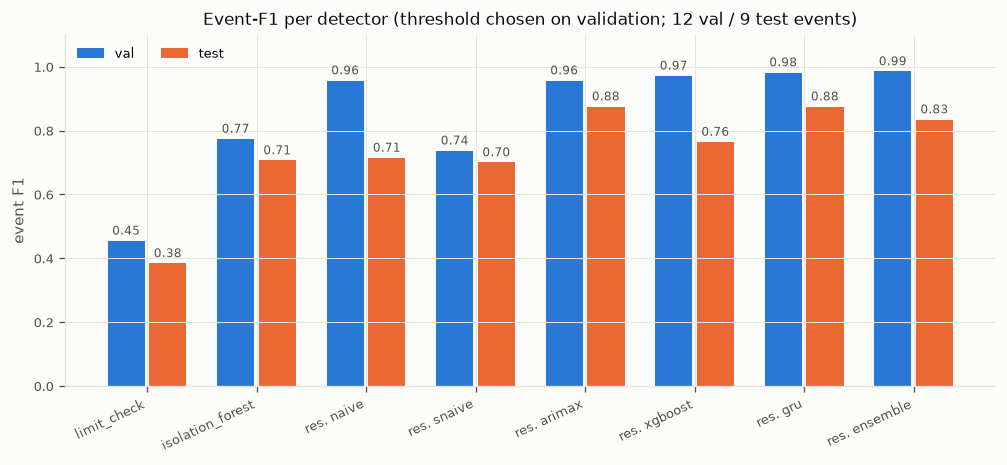 Event-F1 per detector (threshold chosen on validation; 12 val / 9 test events)
val
test
event F1
1.0
0.8
0.6
0.4
0.2
0.0
0.45
0.38
0.77
0.71
0.96
0.71
0.74
0.70
0.96
0.88
0.97
0.76
0.98
0.88
0.99
0.83
limit_check
isolation_forest
res. naive
res. snaive
res. arimax
res. xgboost
res. gru
res. ensemble